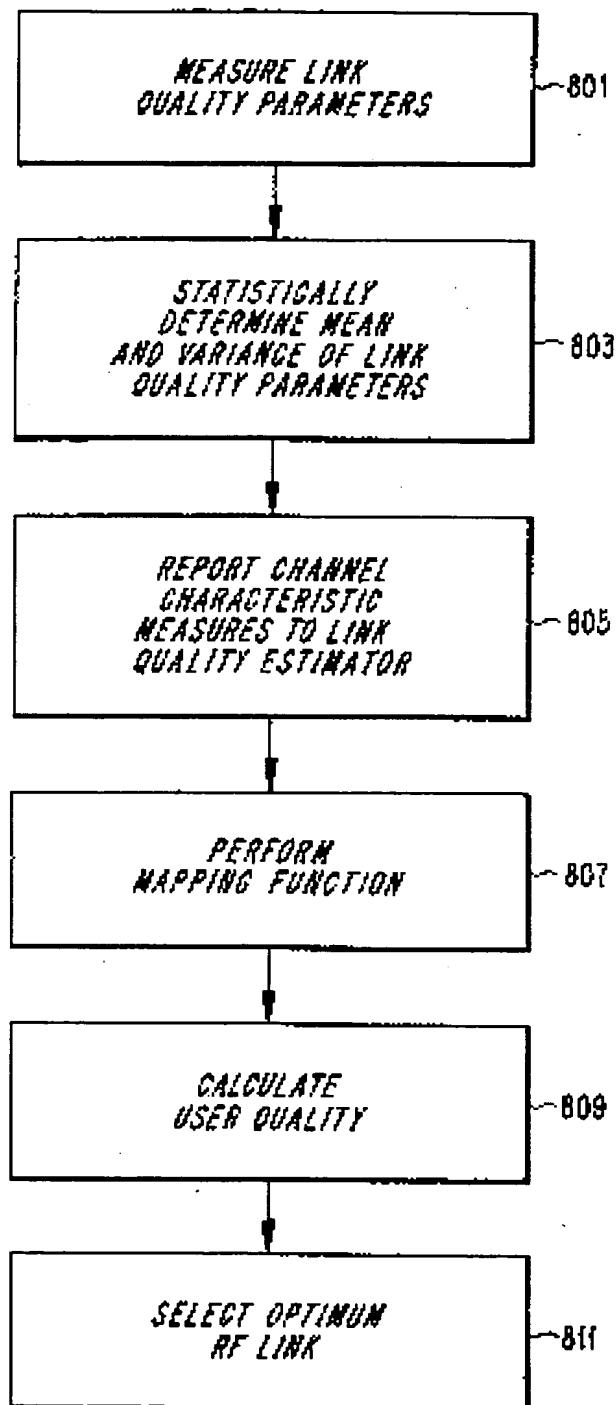 MEASURE LINK
QUALITY PARAMETERS
801
STATISTICALLY
DETERMINE MEAN
AND VARIANCE OF LINK
QUALITY PARAMETERS
803
REPORT CHANNEL
CHARACTERISTIC
MEASURES TO LINK
QUALITY ESTIMATOR
805
PERFORM
MAPPING FUNCTION
807
CALCULATE
USER QUALITY
809
SELECT OPTIMUM
RF LINK
811